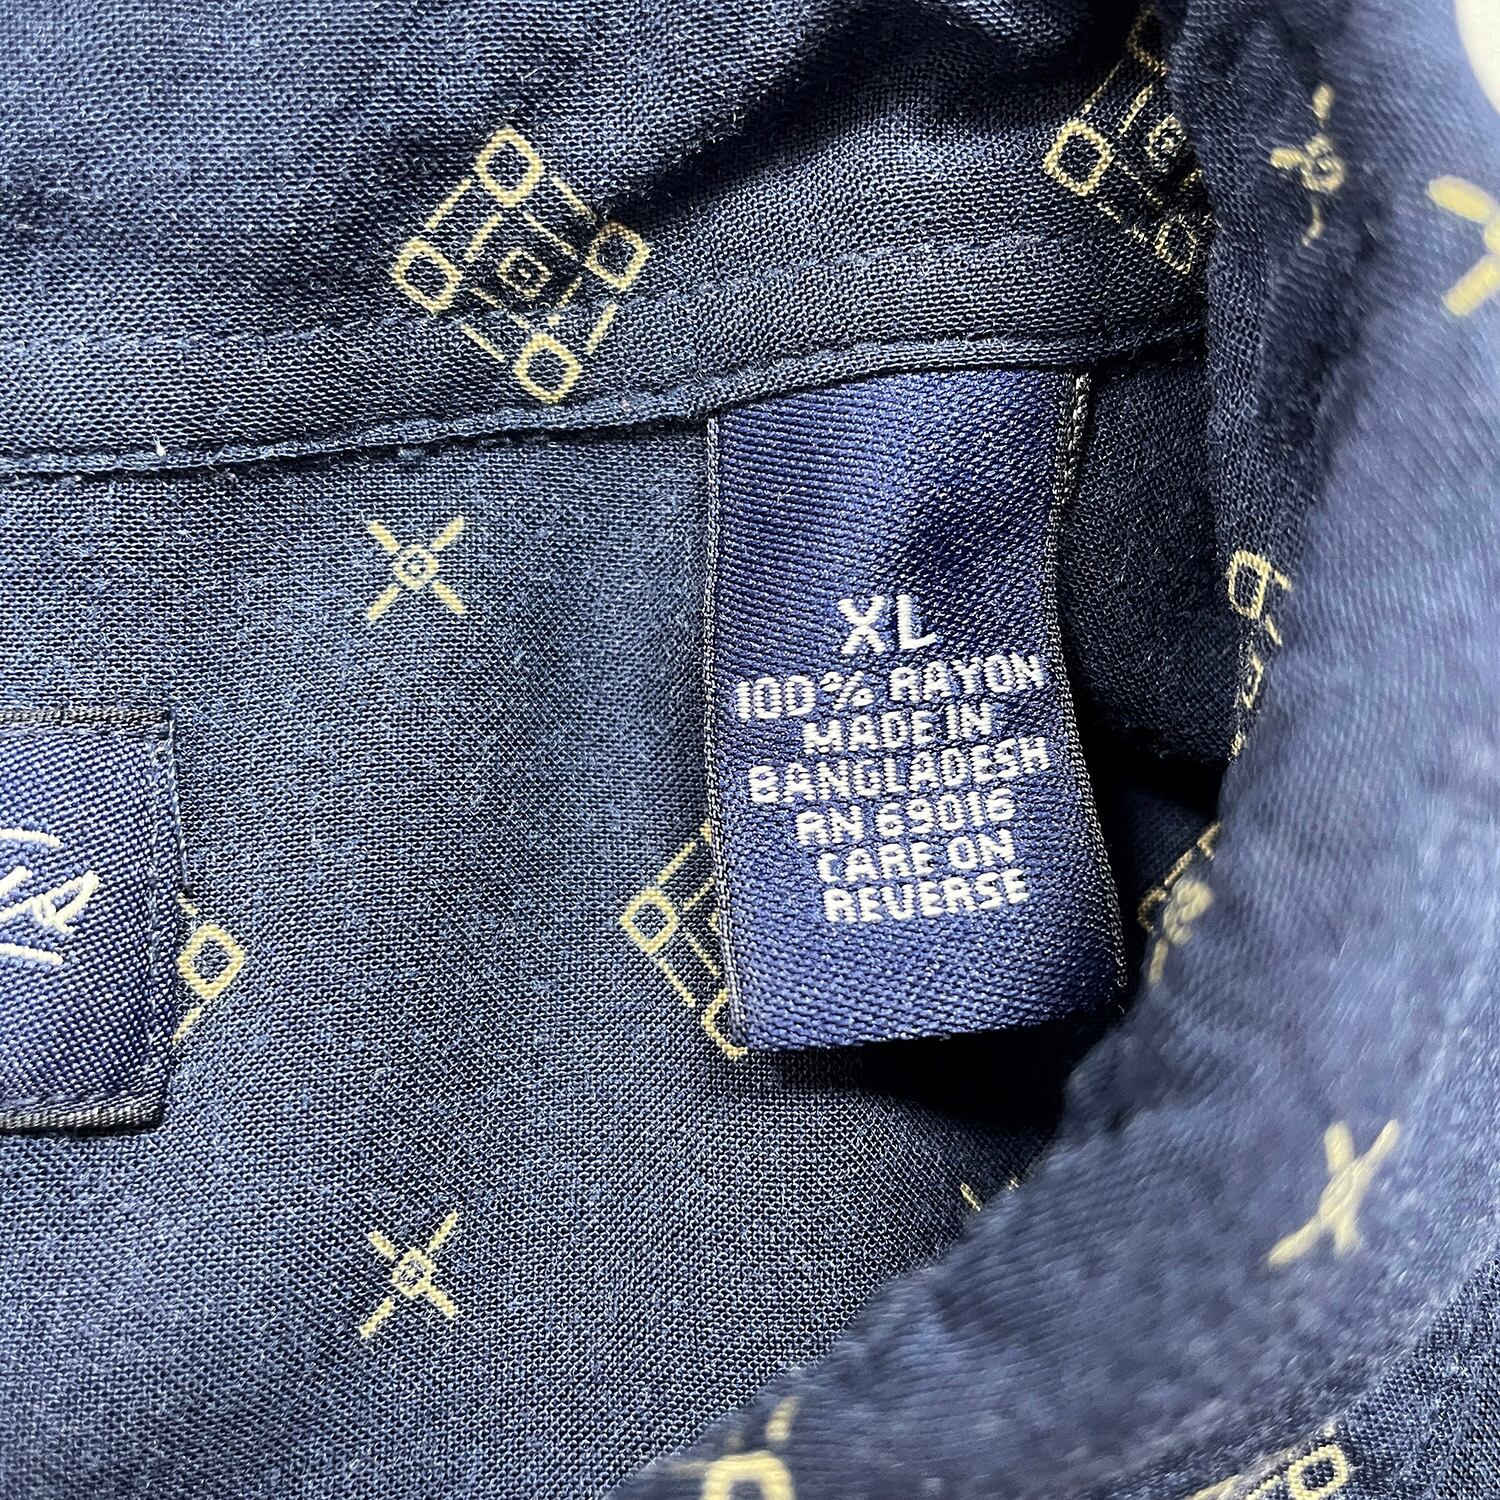 XL
100% RAYON
MADE IN
BANGLADESH
RN 69016
CARE ON
REVERSE